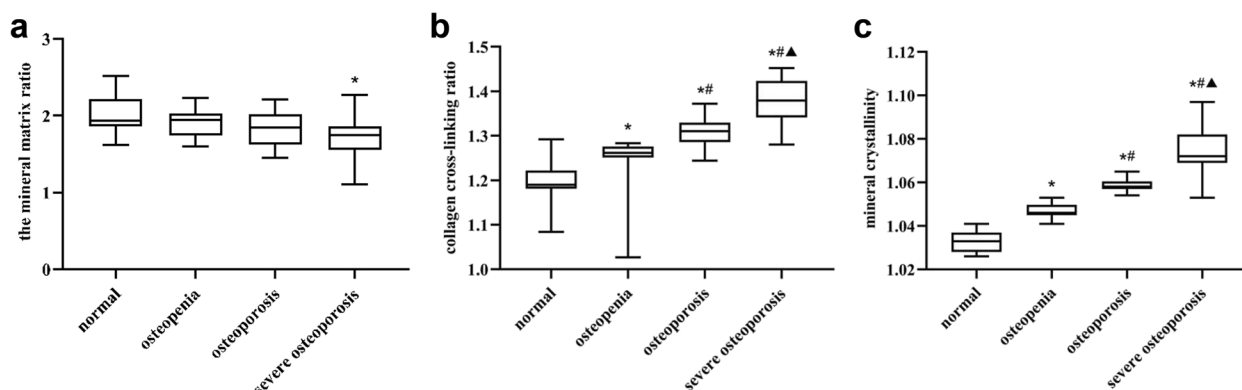 a
the mineral matrix ratio
3
2
1
0
*
normal
osteopenia
osteoporosis
severe osteoporosis
b
collagen cross-linking ratio
1.5
1.4
1.3
1.2
1.1
1.0
*
*#
*#▲
normal
osteopenia
osteoporosis
severe osteoporosis
c
mineral crystallinity
1.12
1.10
1.08
1.06
1.04
1.02
*
*#
*#▲
normal
osteopenia
osteoporosis
severe osteoporosis